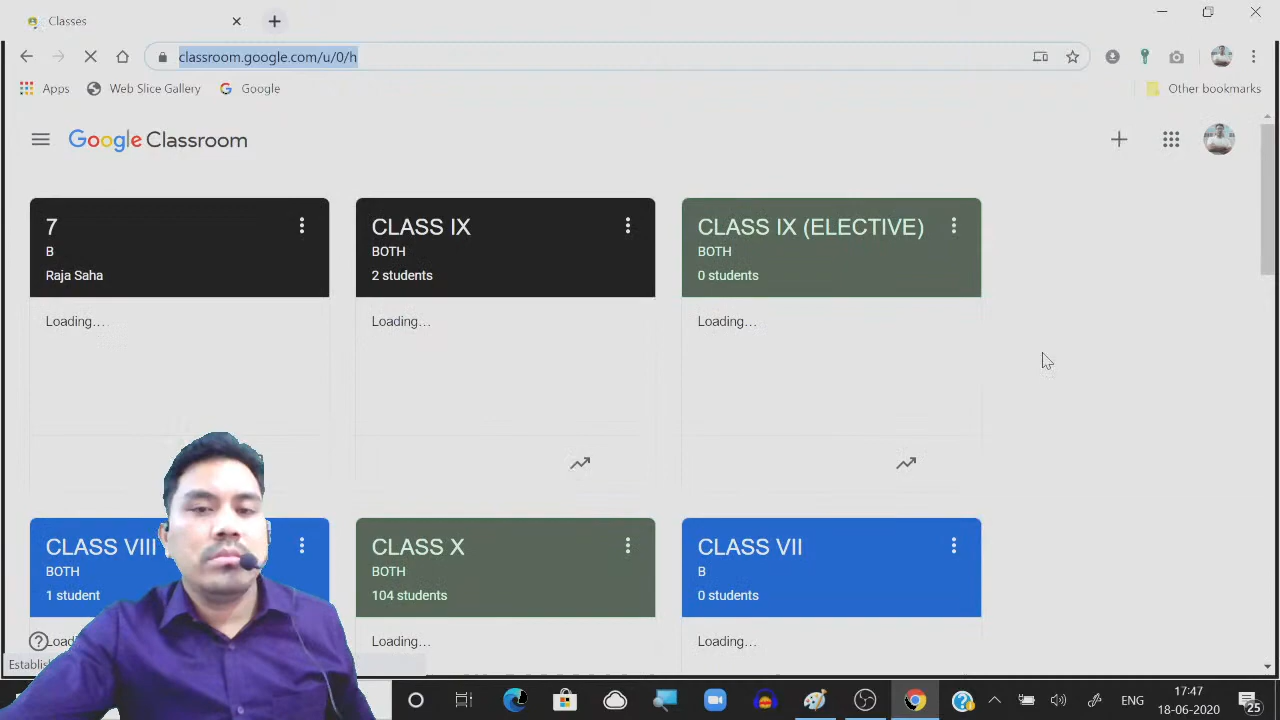 Classes
classroom.google.com/u/0/h
Apps
Web Slice Gallery
Google
Other bookmarks
Google Classroom
7
B
Raja Saha
Loading...
CLASS IX
BOTH
2 students
Loading...
CLASS IX (ELECTIVE)
BOTH
0 students
Loading...
CLASS VIII
BOTH
1 student
CLASS X
BOTH
104 students
Loading...
CLASS VII
B
0 students
Loading...
ENG
17:47
18-06-2020
25